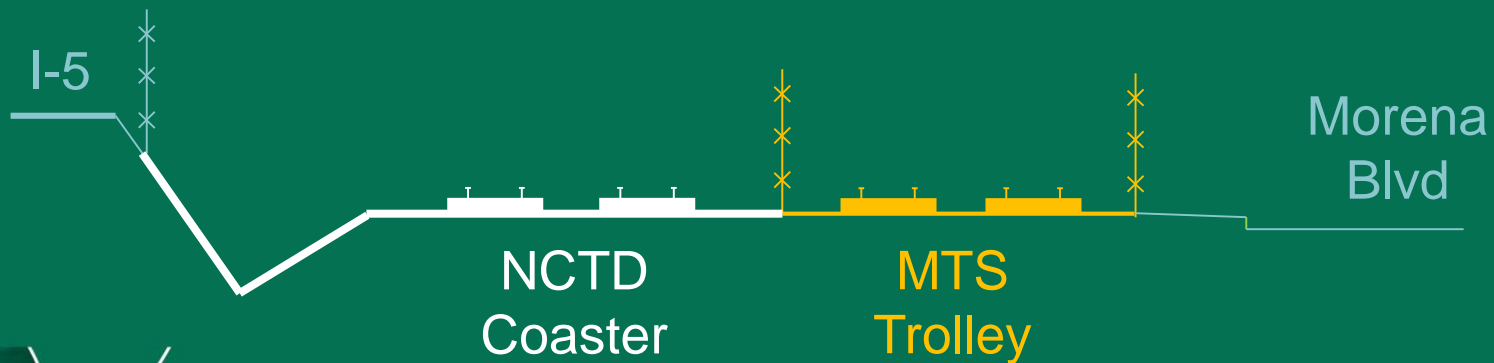 I-5
Morena
Blvd
NCTD
Coaster
MTS
Trolley